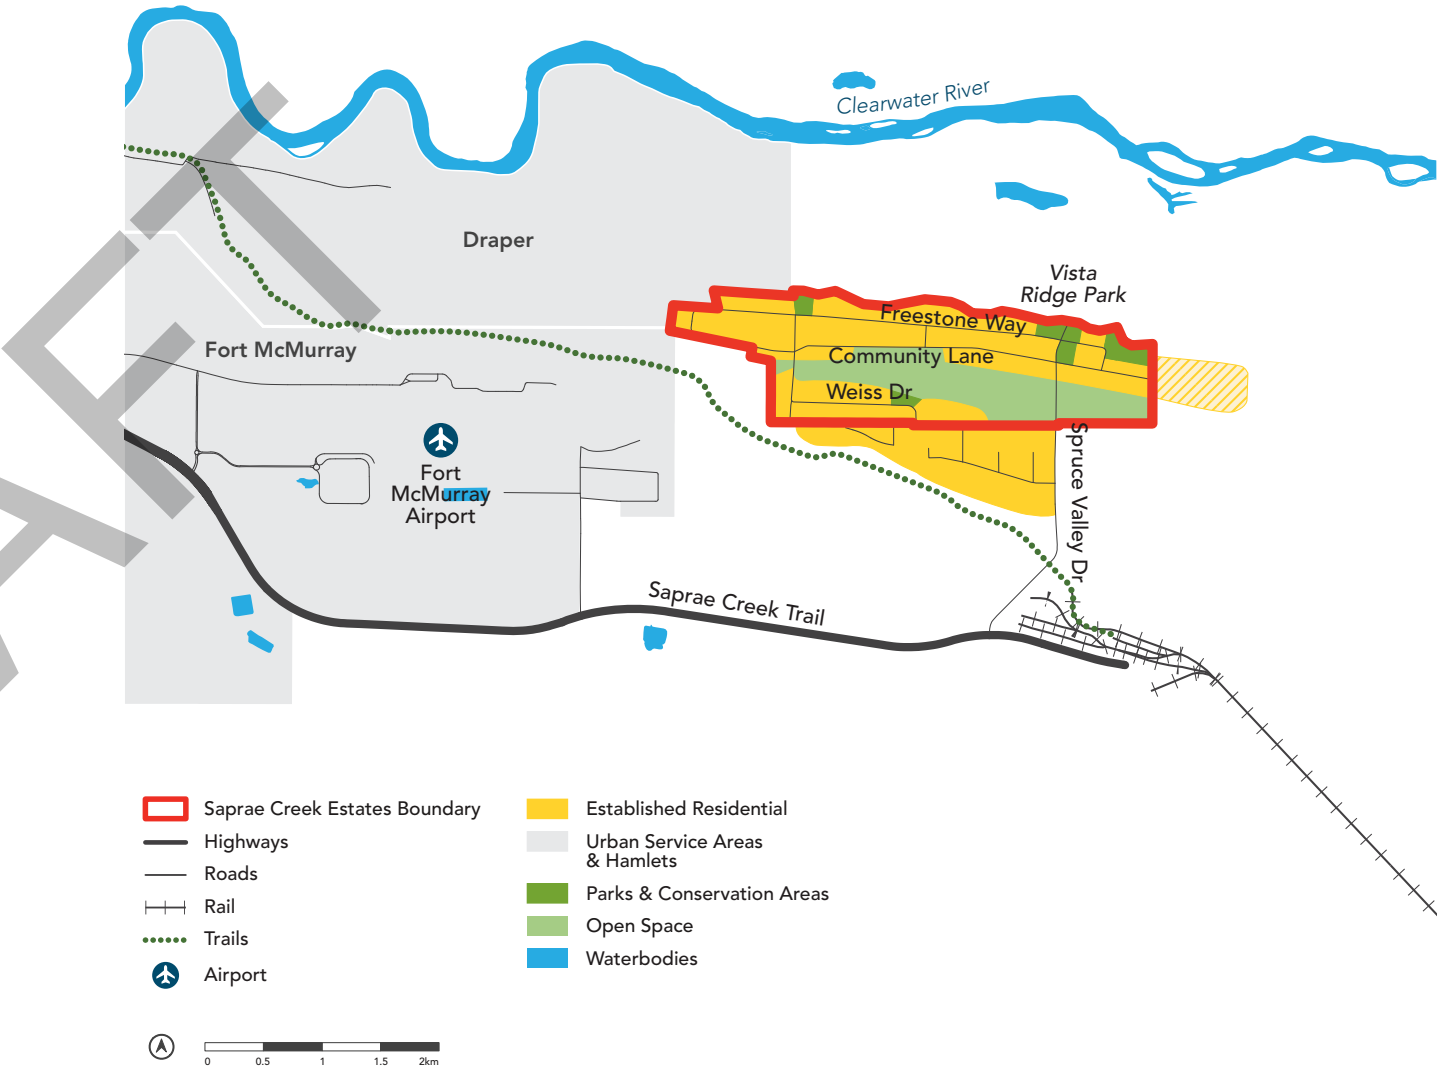 Clearwater River
Draper
Vista
Ridge Park
Freestone Way
Fort McMurray
Community Lane
Weiss Dr
Spruce Valley Dr
Fort
McMurray
Airport
Saprae Creek Trail
Saprae Creek Estates Boundary
Highways
Roads
Rail
Trails
Airport
Established Residential
Urban Service Areas
& Hamlets
Parks & Conservation Areas
Open Space
Waterbodies
0 0.5 1 1.5 2km